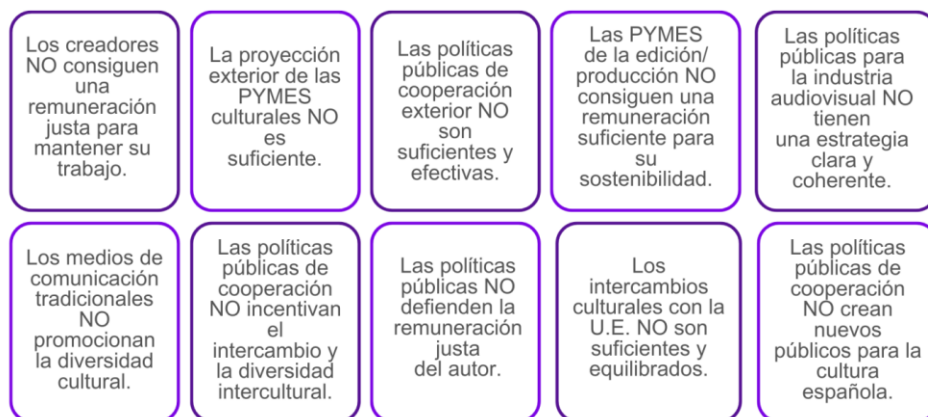 Los creadores
NO consiguen
una
remuneración
justa para
mantener su
trabajo.
La proyección
exterior de las
PYMES
culturales NO
es
suficiente.
Las políticas
públicas de
cooperación
exterior NO son
suficientes y
efectivas.
Las PYMES
de la edición/
producción NO
consiguen una
remuneración
suficiente para
su
sostenibilidad.
Las políticas
públicas para
la industria
audiovisual NO
tienen
una estrategia
clara y
coherente.
Los medios de
comunicación
tradicionales
NO
promocionan
la diversidad
cultural.
Las políticas
públicas de
cooperación
NO incentivan
el
intercambio y
la diversidad
intercultural.
Las políticas
públicas NO
defienden la
remuneración
justa
del autor.
Los
intercambios
culturales con la
U.E. NO son
suficientes y
equilibrados.
Las políticas
públicas de
cooperación
NO crean
nuevos
públicos para la
cultura
española.